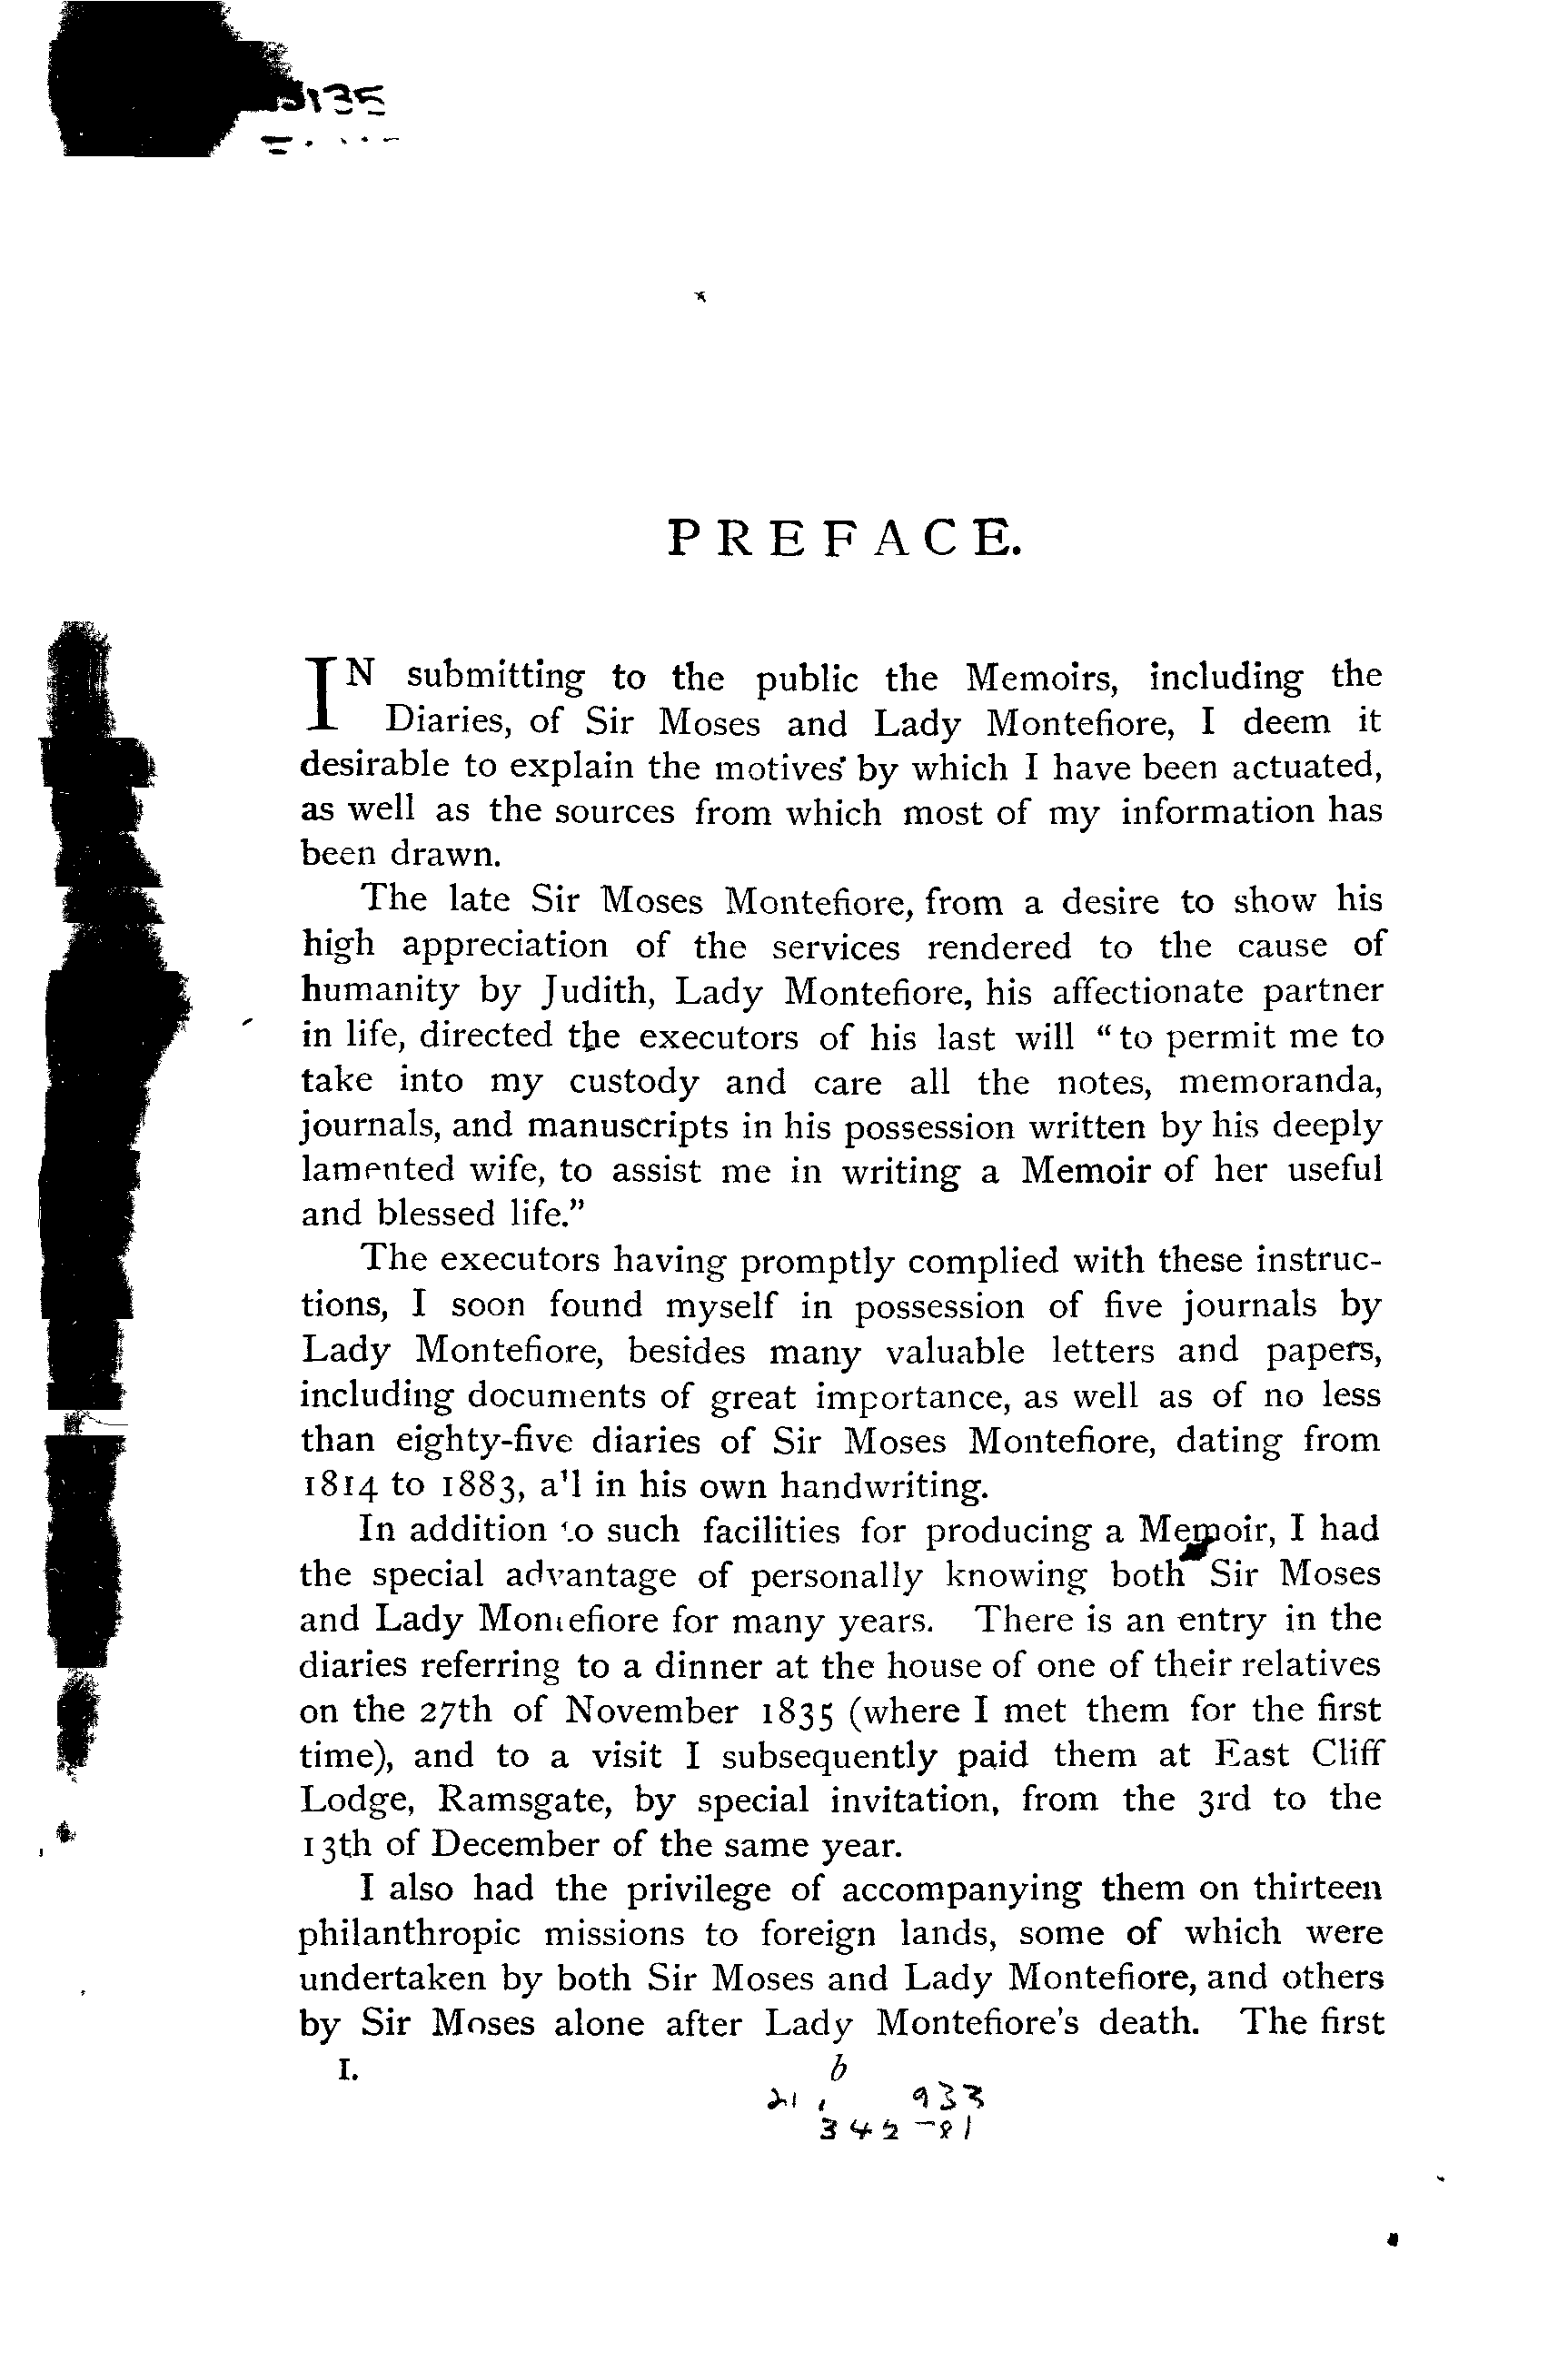 PREFACE.
IN submitting to the public the Memoirs, including the
Diaries, of Sir Moses and Lady Montefiore, I deem it
desirable to explain the motives by which I have been actuated,
as well as the sources from which most of my information has
been drawn.
The late Sir Moses Montefiore, from a desire to show his
high appreciation of the services rendered to the cause of
humanity by Judith, Lady Montefiore, his affectionate partner
in life, directed the executors of his last will "to permit me to
take into my custody and care all the notes, memoranda,
journals, and manuscripts in his possession written by his deeply
lamented wife, to assist me in writing a Memoir of her useful
and blessed life."
The executors having promptly complied with these instruc-
tions, I soon found myself in possession of five journals by
Lady Montefiore, besides many valuable letters and papers,
including documents of great importance, as well as of no less
than eighty-five diaries of Sir Moses Montefiore, dating from
1814 to 1883, all in his own handwriting.
In addition to such facilities for producing a Memoir, I had
the special advantage of personally knowing both Sir Moses
and Lady Montefiore for many years. There is an entry in the
diaries referring to a dinner at the house of one of their relatives
on the 27th of November 1835 (where I met them for the first
time), and to a visit I subsequently paid them at East Cliff
Lodge, Ramsgate, by special invitation, from the 3rd to the
13th of December of the same year.
I also had the privilege of accompanying them on thirteen
philanthropic missions to foreign lands, some of which were
undertaken by both Sir Moses and Lady Montefiore, and others
by Sir Moses alone after Lady Montefiore's death. The first
I. b
933